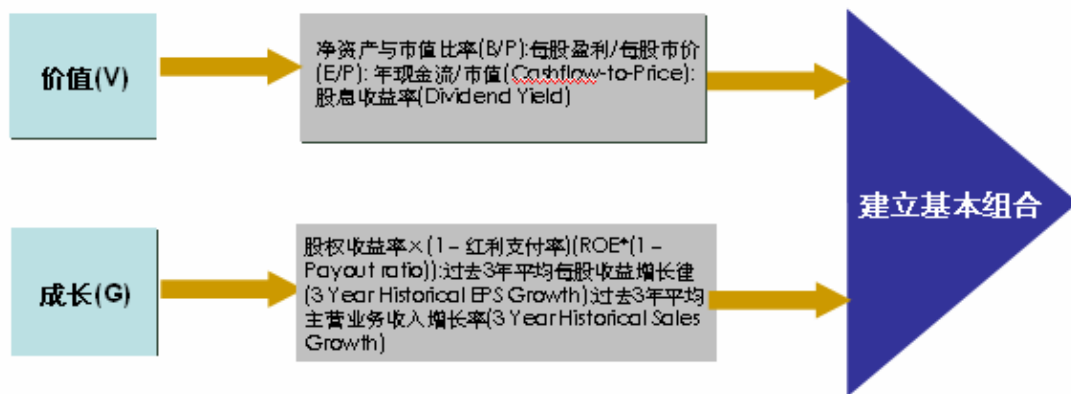 价值(V)
净资产与市值比率(B/P):每股盈利/每股市价
(E/P): 年现金流/市值(Cashflow-to-Price):
股息收益率(Dividend Yield)
建立基本组合
成长(G)
股权收益率×(1–红利支付率)(ROE*(1–
Payout ratio)):过去3年平均每股收益增长律
(3 Year Historical EPS Growth):过去3年平均
主营业务收入增长率(3 Year Historical Sales
Growth)